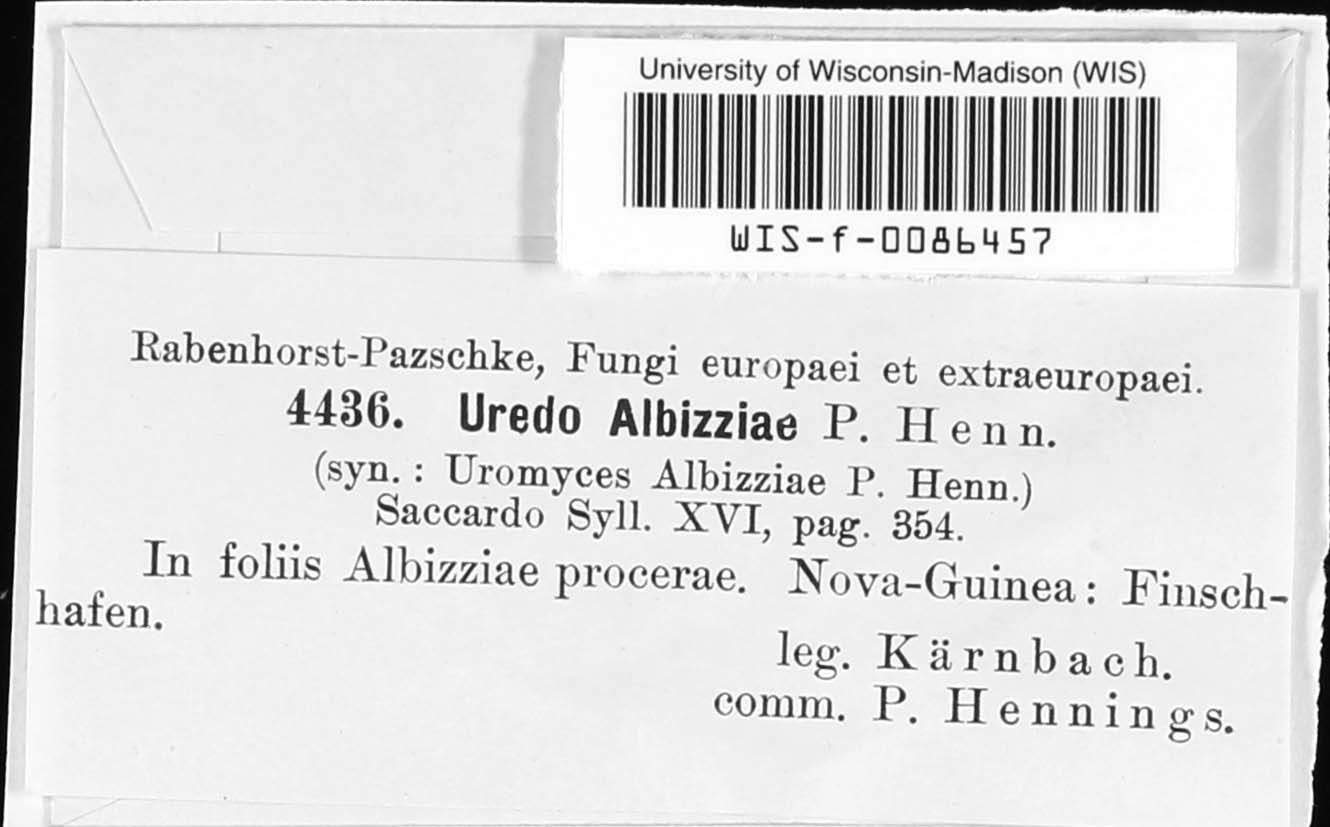 University of Wisconsin-Madison (WIS)
WIS-f-0086457
Rabenhorst-Pazschke, Fungi europaei et extraeuropaei.
4436. Uredo Albizziae P. Henn.
(syn.: Uromyces Albizziae P. Henn.)
Saccardo Syll. XVI, pag. 354.
In foliis Albizziae procerae. Nova-Guinea: Finsch-
hafen.
leg. Kärnbach.
comm. P. Hennings.